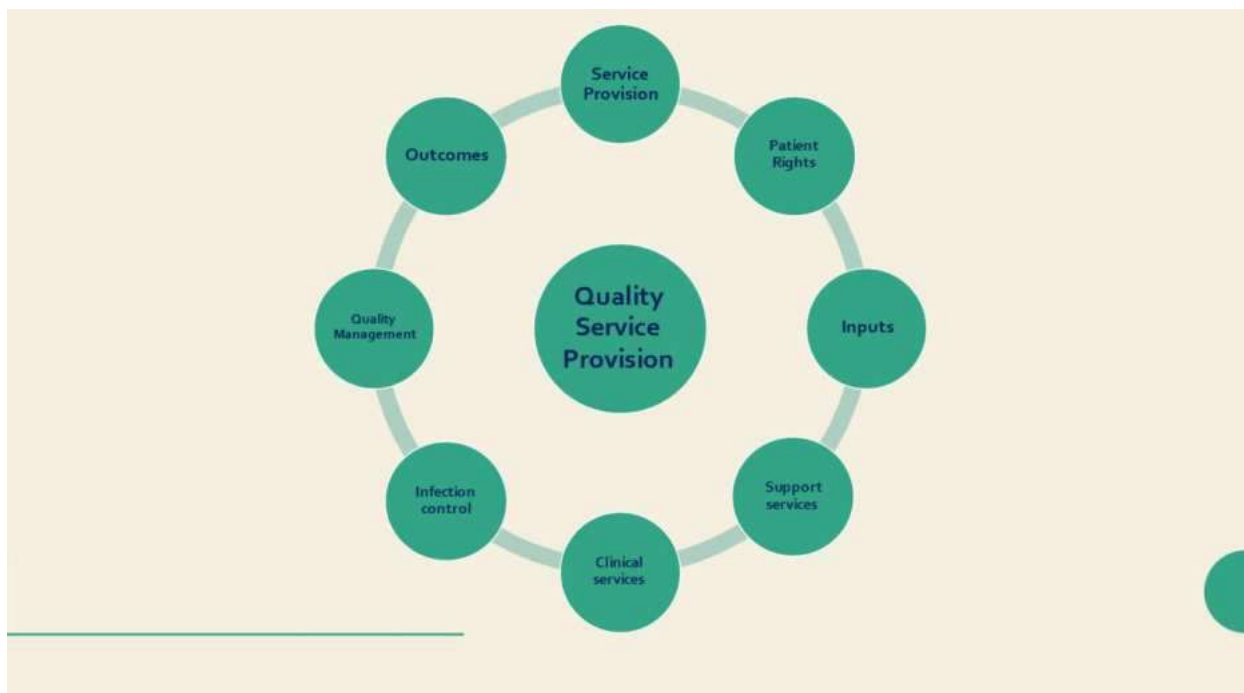 Service
Provision
Patient
Rights
Inputs
Support
services
Clinical
services
Infection
control
Quality
Management
Outcomes
Quality
Service
Provision